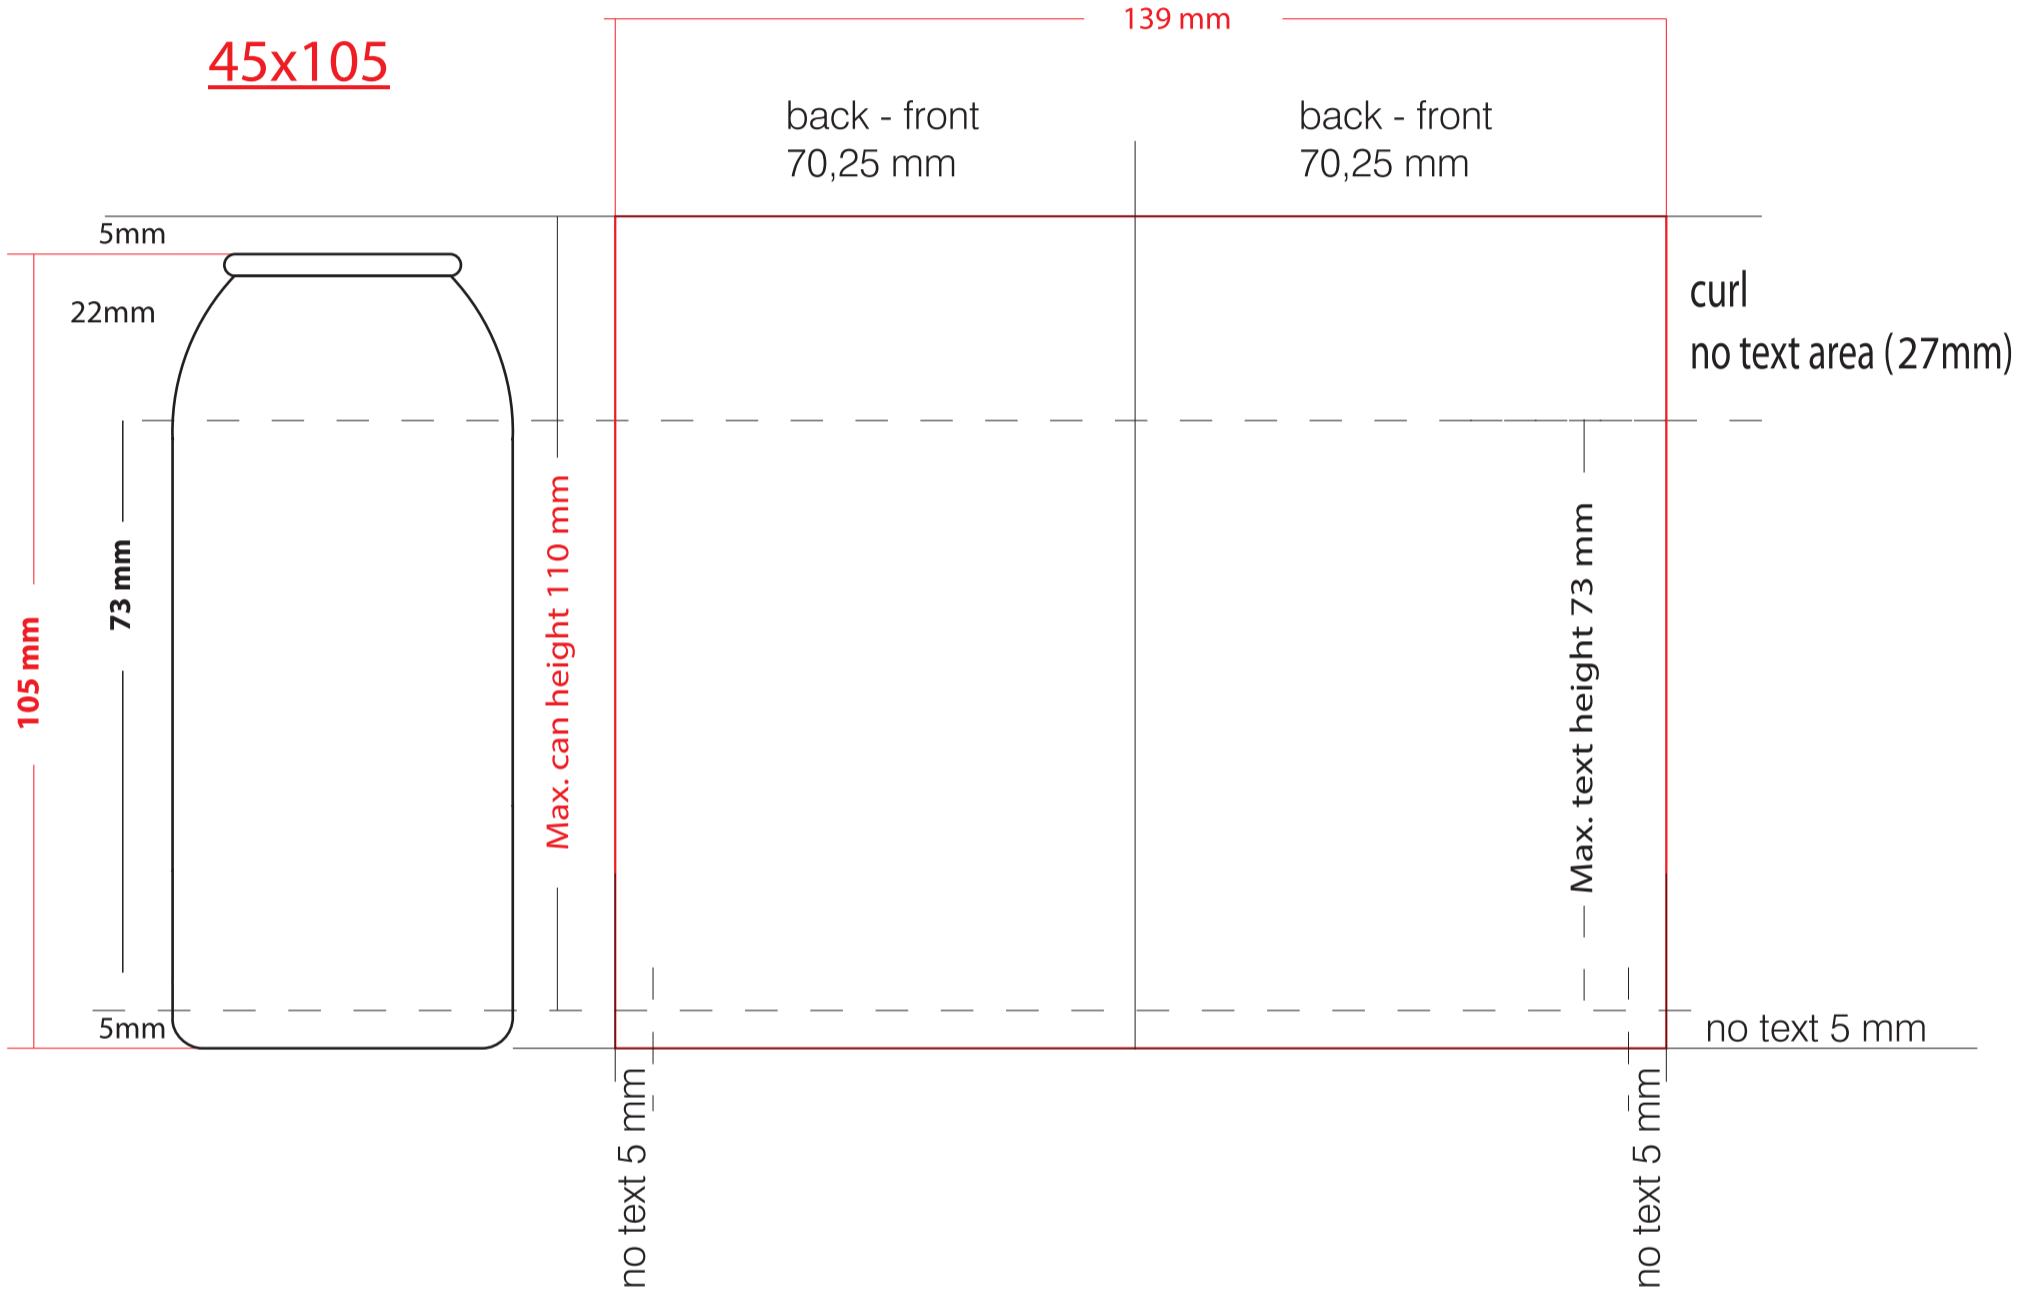 139 mm
45x105
back - front
70,25 mm
back - front
70,25 mm
5mm
22mm
curl
no text area (27mm)
73 mm
105 mm
Max. can height 110 mm
Max. text height 73 mm
5mm
no text 5 mm
no text 5 mm
no text 5 mm